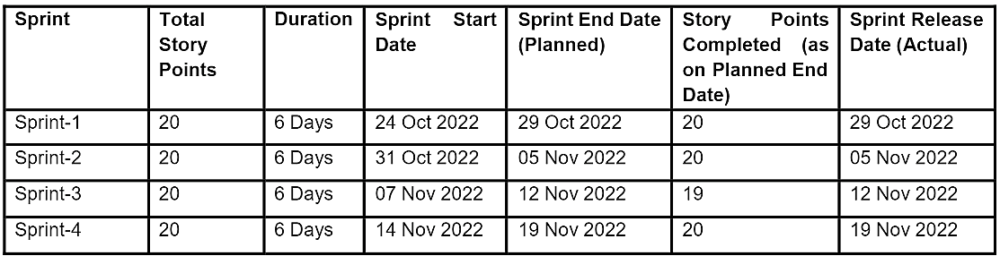 Sprint Total Story Points Duration Sprint Start Date Sprint End Date (Planned) Story Points Completed (as on Planned End Date) Sprint Release Date (Actual)
Sprint-1 20 6 Days 24 Oct 2022 29 Oct 2022 20 29 Oct 2022
Sprint-2 20 6 Days 31 Oct 2022 05 Nov 2022 20 05 Nov 2022
Sprint-3 20 6 Days 07 Nov 2022 12 Nov 2022 19 12 Nov 2022
Sprint-4 20 6 Days 14 Nov 2022 19 Nov 2022 20 19 Nov 2022